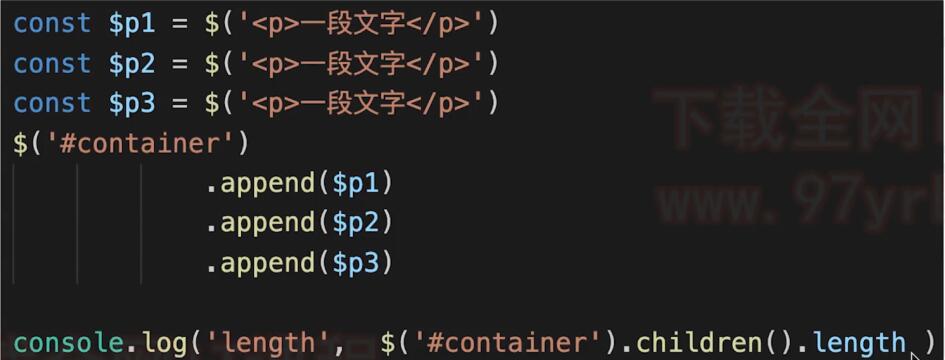 const $p1 = $('<p>一段文字</p>')
const $p2 = $('<p>一段文字</p>')
const $p3 = $('<p>一段文字</p>')
$('#container')
.append($p1)
.append($p2)
.append($p3)
下载全网
www.97yr
console.log('length', $('#container').children().length )